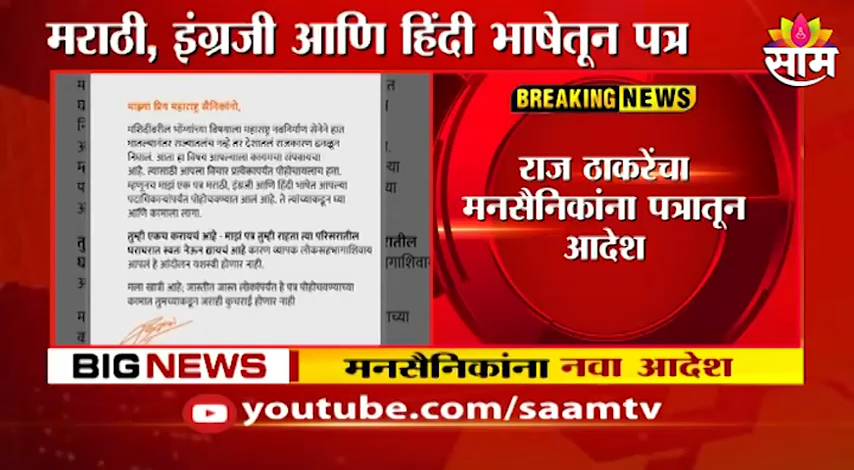 मराठी, इंग्रजी आणि हिंदी भाषेतून पत्र
साम
माझ्या प्रिय महाराष्ट्र सैनिकांनो,
मशिदींवरील भोंग्यांच्या विषयाला महाराष्ट्र नवनिर्माण सेनेने हात
घातल्यानंतर राज्यातलंच नव्हे तर देशातलं राजकारण ढवळून
निघालं. आता हा विषय आपल्याला कायमचा संपवायचा
आहे. त्यासाठी आपला विचार प्रत्येकापर्यंत पोहोचायलाच हवा.
म्हणूनच माझं एक पत्र मराठी, इंग्रजी आणि हिंदी भाषेत आपल्या
पदाधिकाऱ्यांपर्यंत पोहोचवण्यात आलं आहे. ते त्यांच्याकडून घ्या
आणि कामाला लागा.
तुम्ही एकच करायचं आहे - माझं पत्र तुम्ही राहता त्या परिसरातील
घराघरात स्वतः नेऊन द्यायचं आहे कारण व्यापक लोकसहभागाशिवाय
आपलं हे आंदोलन यशस्वी होणार नाही.
मला खात्री आहे; जास्तीत जास्त लोकांपर्यंत हे पत्र पोहोचवण्याच्या
कामात तुमच्याकडून जराही कुचराई होणार नाही
BREAKING NEWS
राज ठाकरेंचा
मनसैनिकांना पत्रातून
आदेश
BIG NEWS
मनसैनिकांना नवा आदेश
youtube.com/saamtv